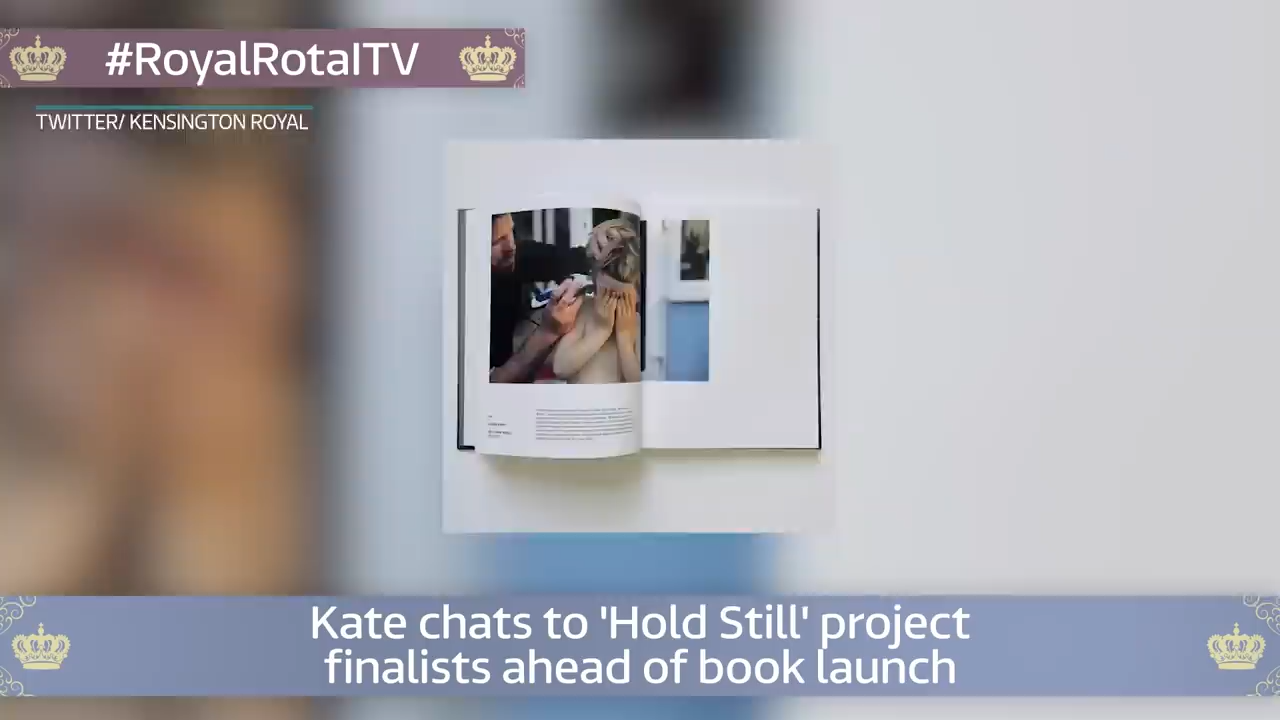 #RoyalRotaITV
TWITTER/ KENSINGTON ROYAL
Kate chats to 'Hold Still' project
finalists ahead of book launch